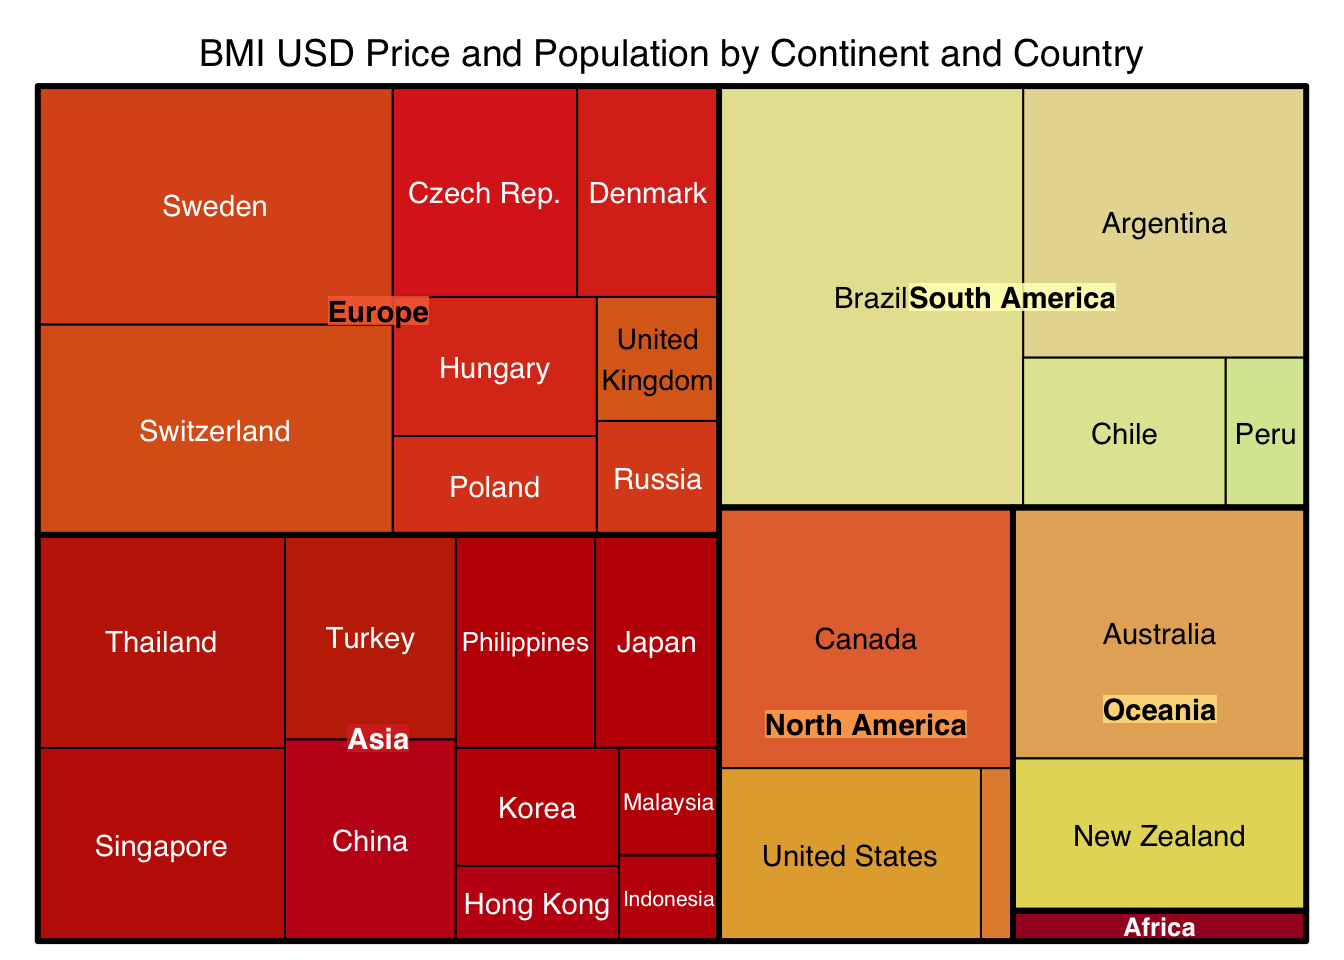 BMI USD Price and Population by Continent and Country
Sweden
Czech Rep.
Denmark
Europe
Switzerland
Hungary
United
Kingdom
Poland
Russia
Brazil
South America
Argentina
Chile
Peru
Thailand
Turkey
Philippines
Japan
Asia
Singapore
China
Korea
Malaysia
Hong Kong
Indonesia
Canada
North America
United States
Australia
Oceania
New Zealand
Africa